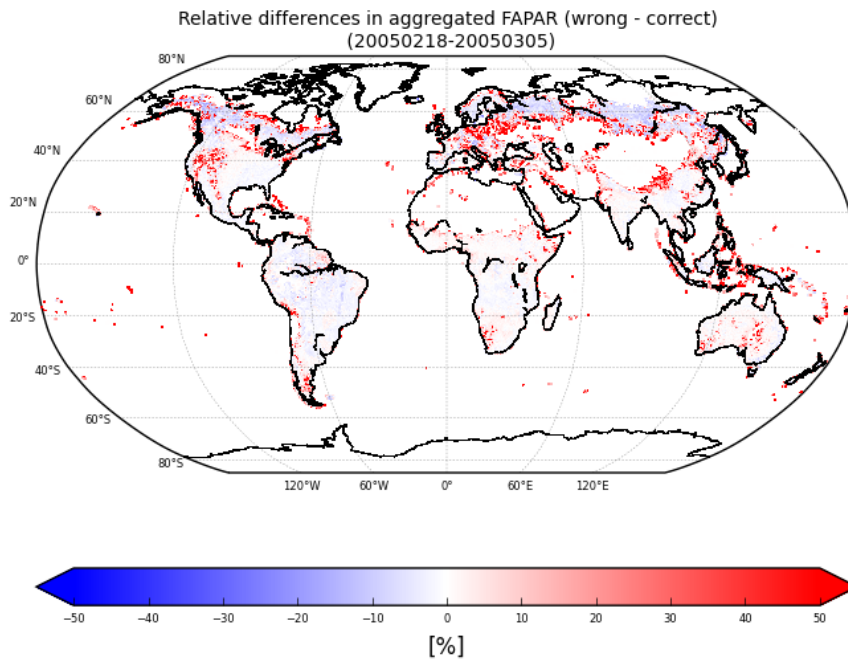 Relative differences in aggregated FAPAR (wrong - correct)
(20050218-20050305)
80°N
60°N
40°N
20°N
0°
20°S
40°S
60°S
80°S
120°W 60°W 0° 60°E 120°E
−50 −40 −30 −20 −10 0 10 20 30 40 50
[%]